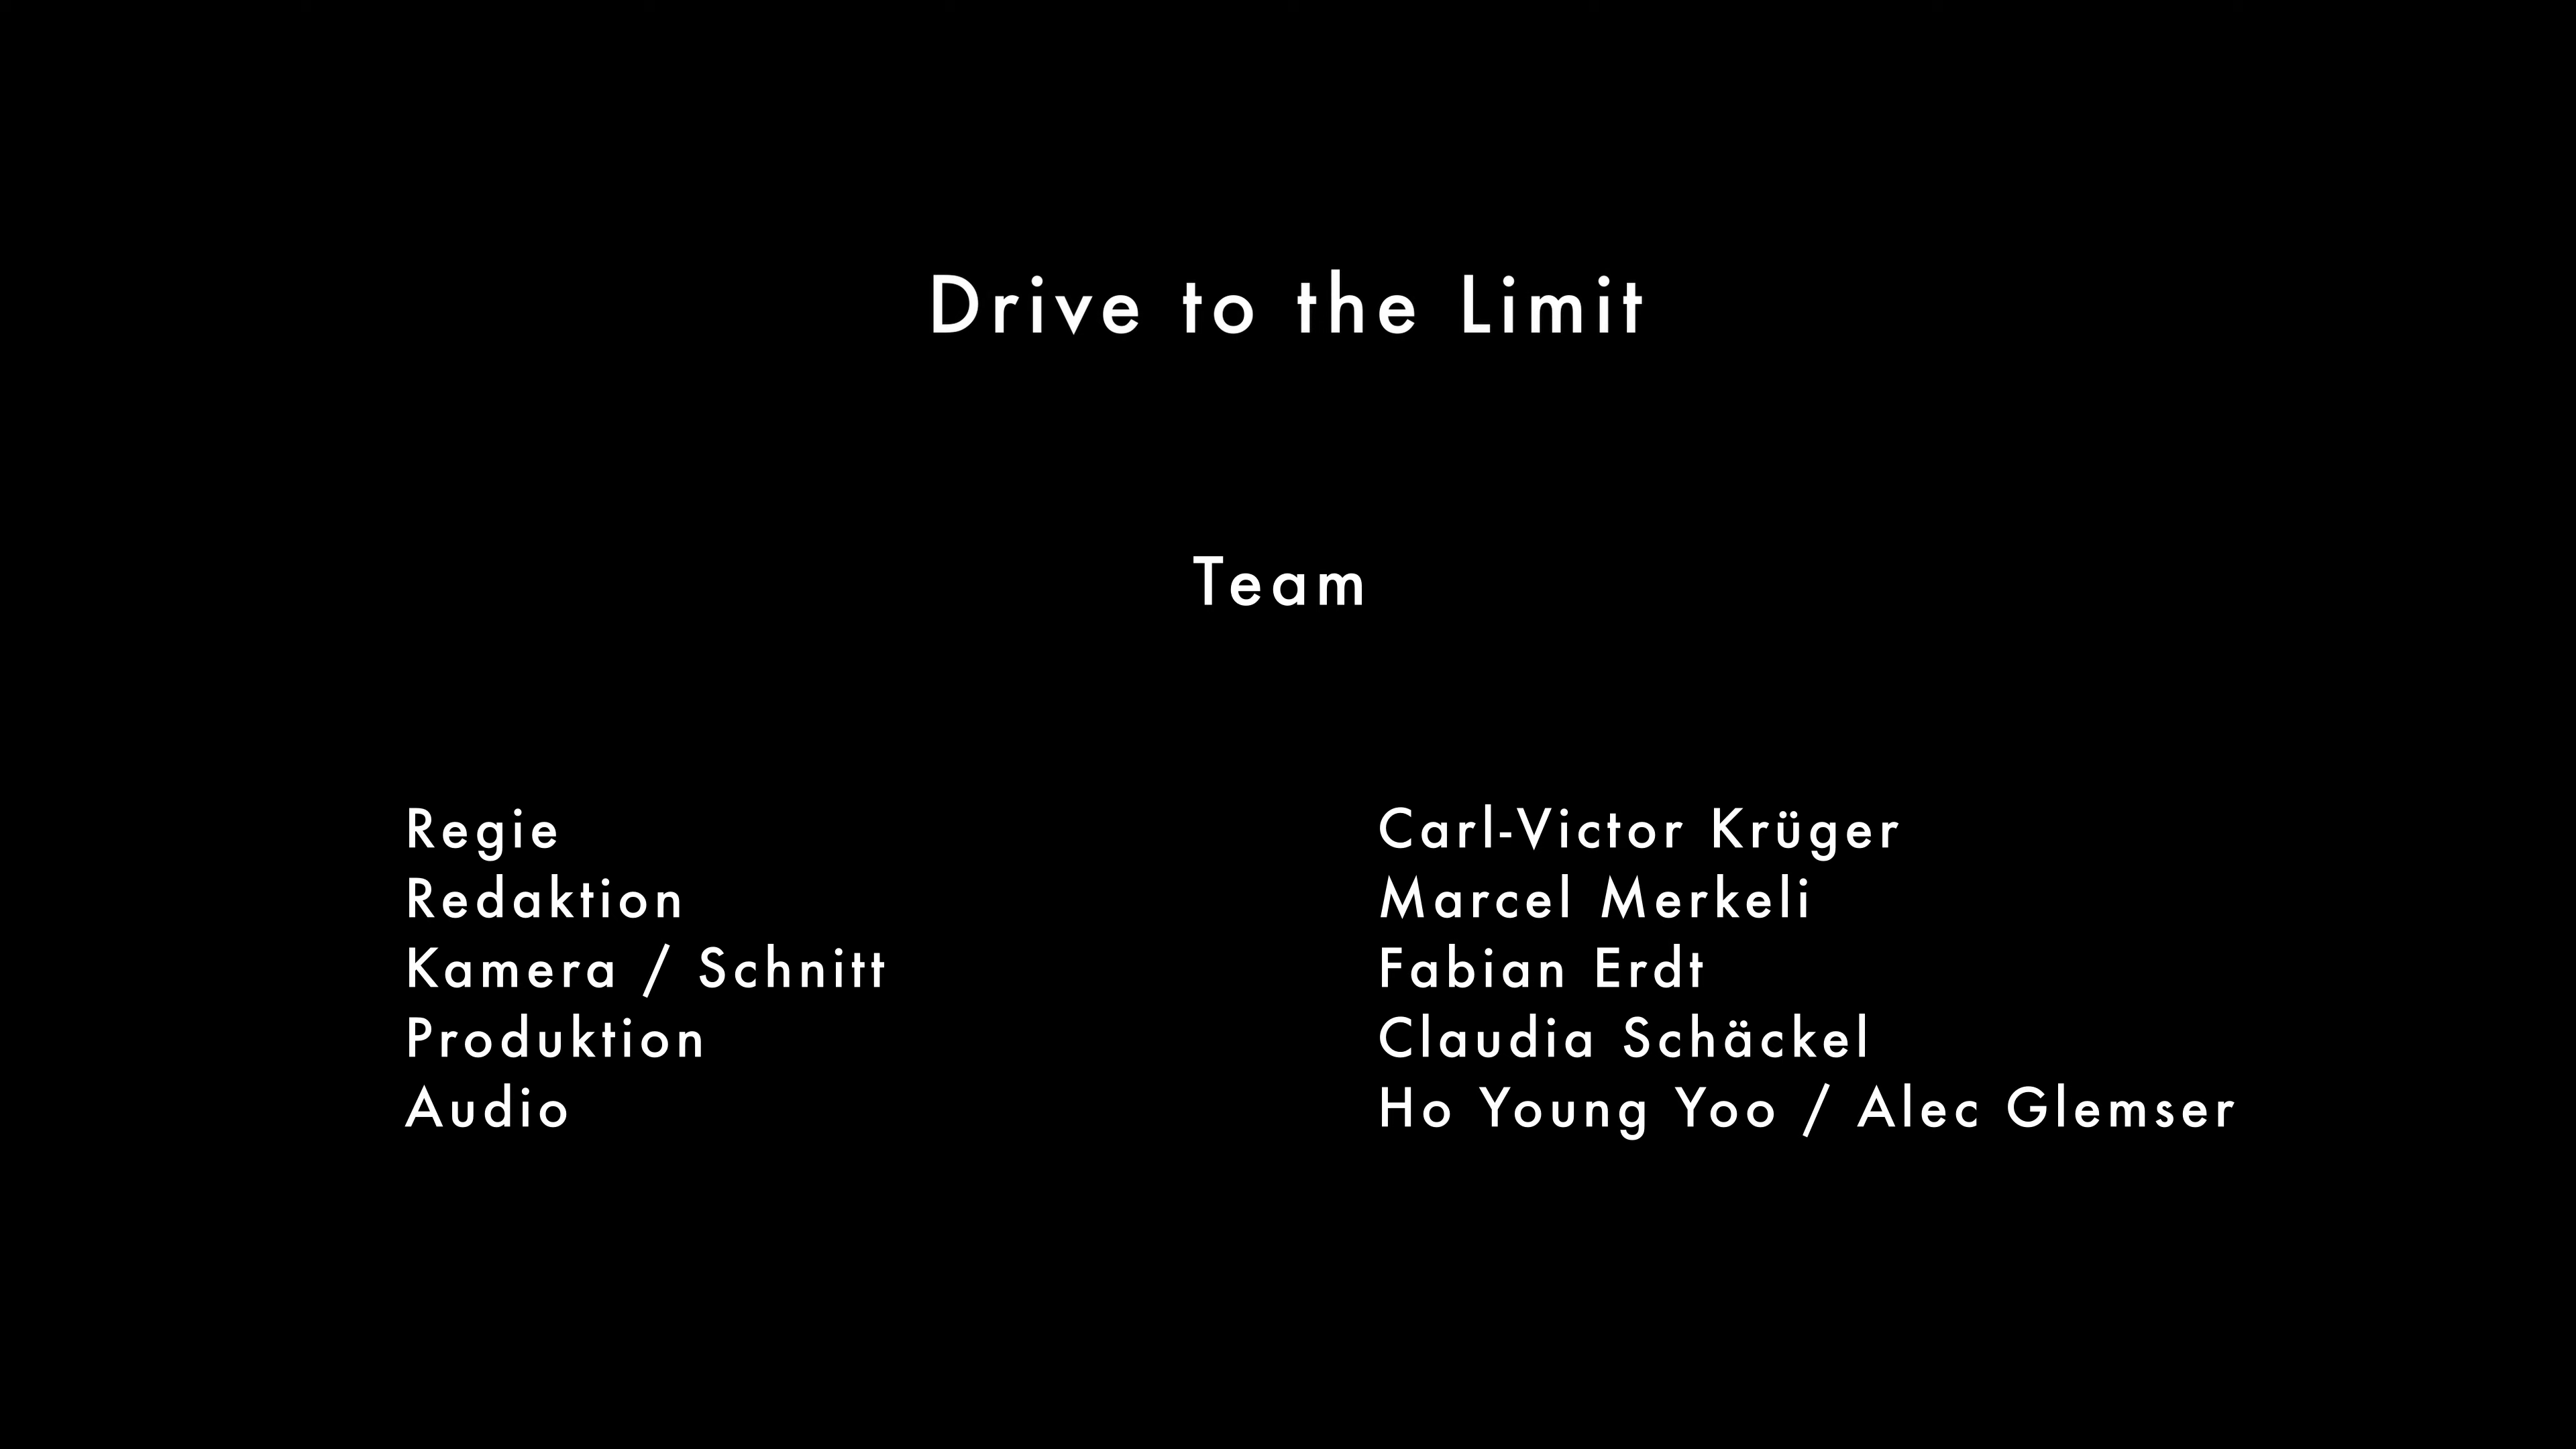 Drive to the Limit
Team
Regie Carl-Victor Krüger
Redaktion Marcel Merkeli
Kamera / Schnitt Fabian Erdt
Produktion Claudia Schäckel
Audio Ho Young Yoo / Alec Glemser